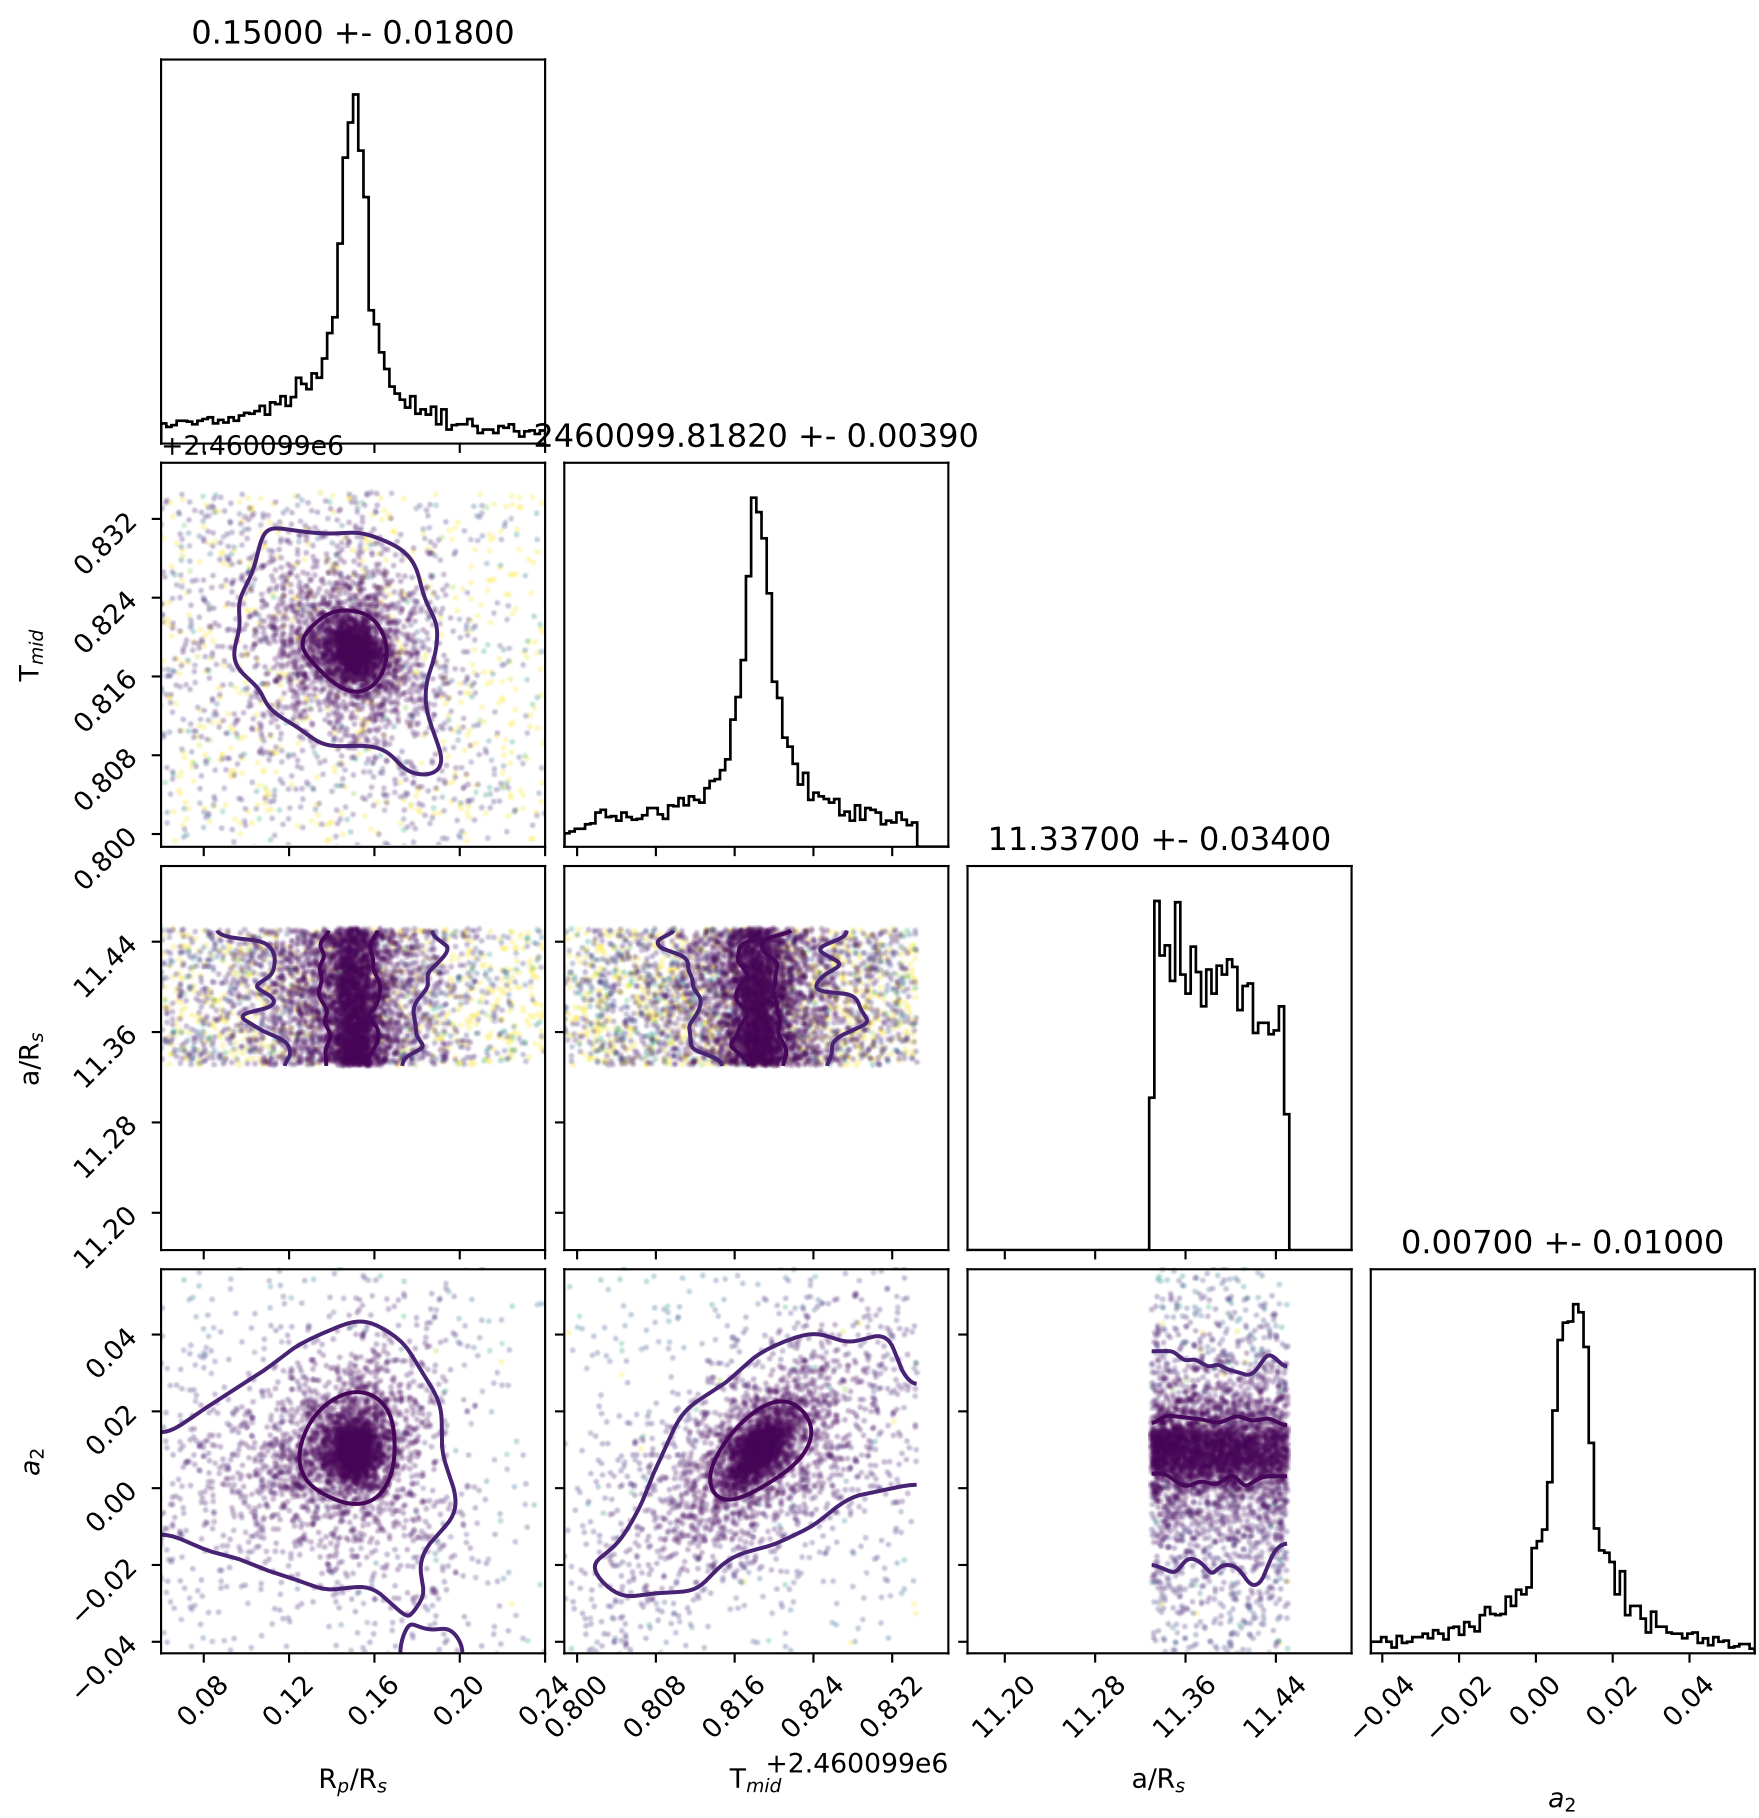 0.15000 +- 0.01800
+2.460099e6
2460099.81820 +- 0.00390
0.832
0.824
0.816
0.808
0.800
T_mid
11.33700 +- 0.03400
11.44
11.36
11.28
11.20
a/R_s
0.00700 +- 0.01000
0.04
0.02
0.00
−0.02
−0.04
a_2
0.08 0.12 0.16 0.20 0.24
0.800 0.808 0.816 0.824 0.832
11.20 11.28 11.36 11.44
−0.04 −0.02 0.00 0.02 0.04
+2.460099e6
R_p/R_s
T_mid
a/R_s
a_2